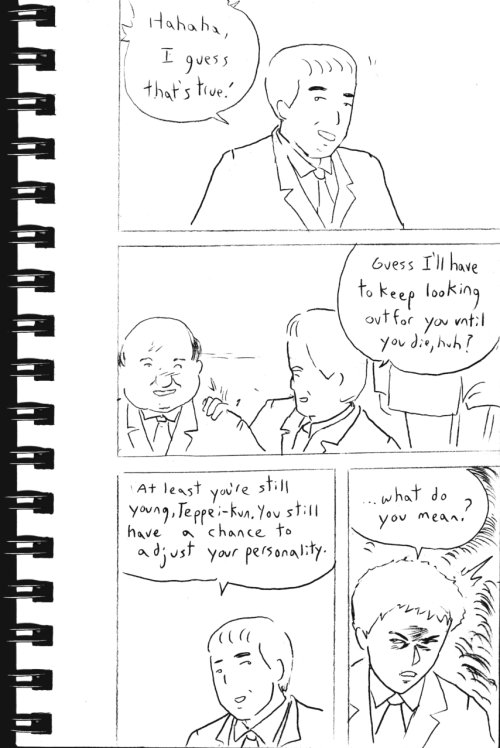 Hahaha,
I guess
that's true!
Guess I'll have
to keep looking
out for you until
you die, huh?
At least you're still
young, Teppei-kun. You still
have a chance to
adjust your personality.
...what do
you mean?